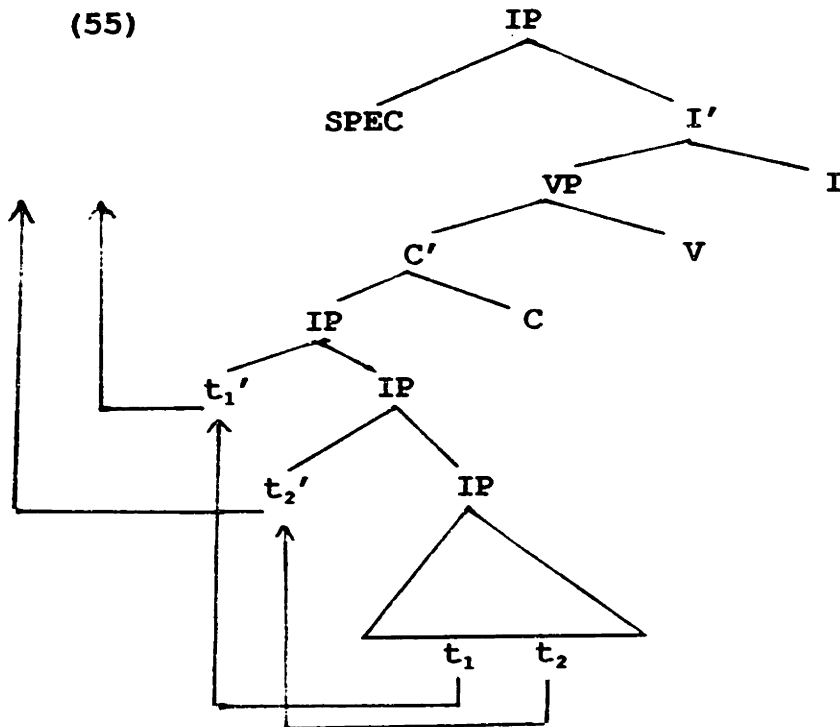 (55)
IP
SPEC I'
VP I
C' V
IP C
t₁' IP
t₂' IP
t₁ t₂